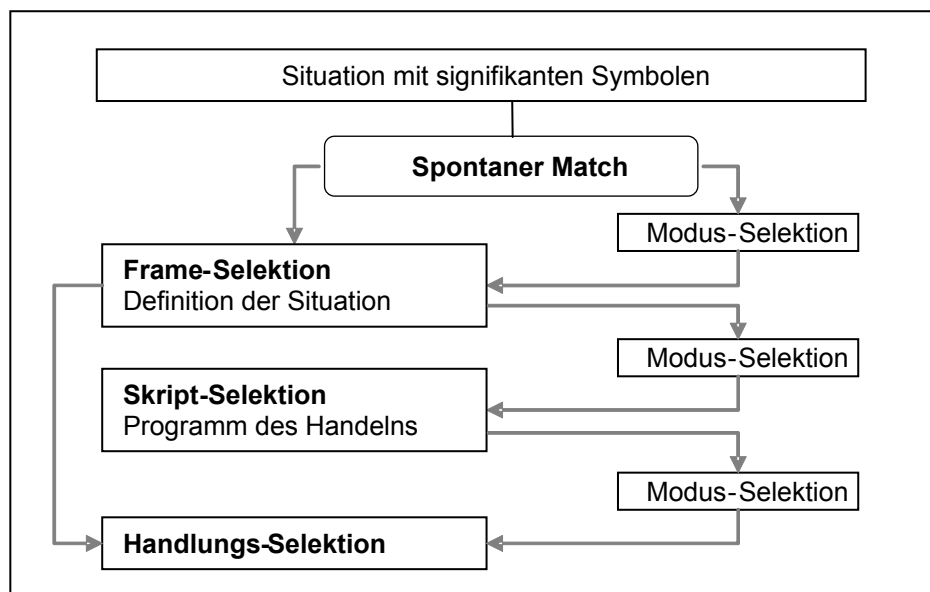 Situation mit signifikanten Symbolen
Spontaner Match
Modus-Selektion
Frame-Selektion
Definition der Situation
Modus-Selektion
Skript-Selektion
Programm des Handelns
Modus-Selektion
Handlungs-Selektion